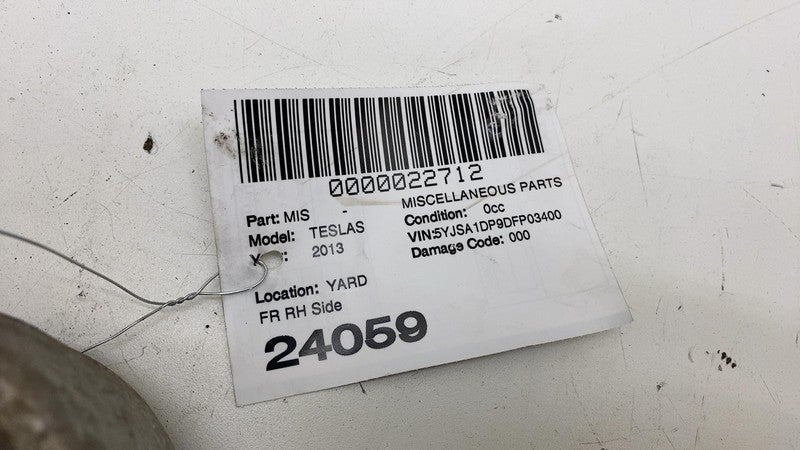 0000022712
MISCELLANEOUS PARTS
Part: MIS -
Condition: 0cc
Model: TESLAS
VIN:5YJSA1DP9DFP03400
2013
Damage Code: 000
Location: YARD
FR RH Side
24059